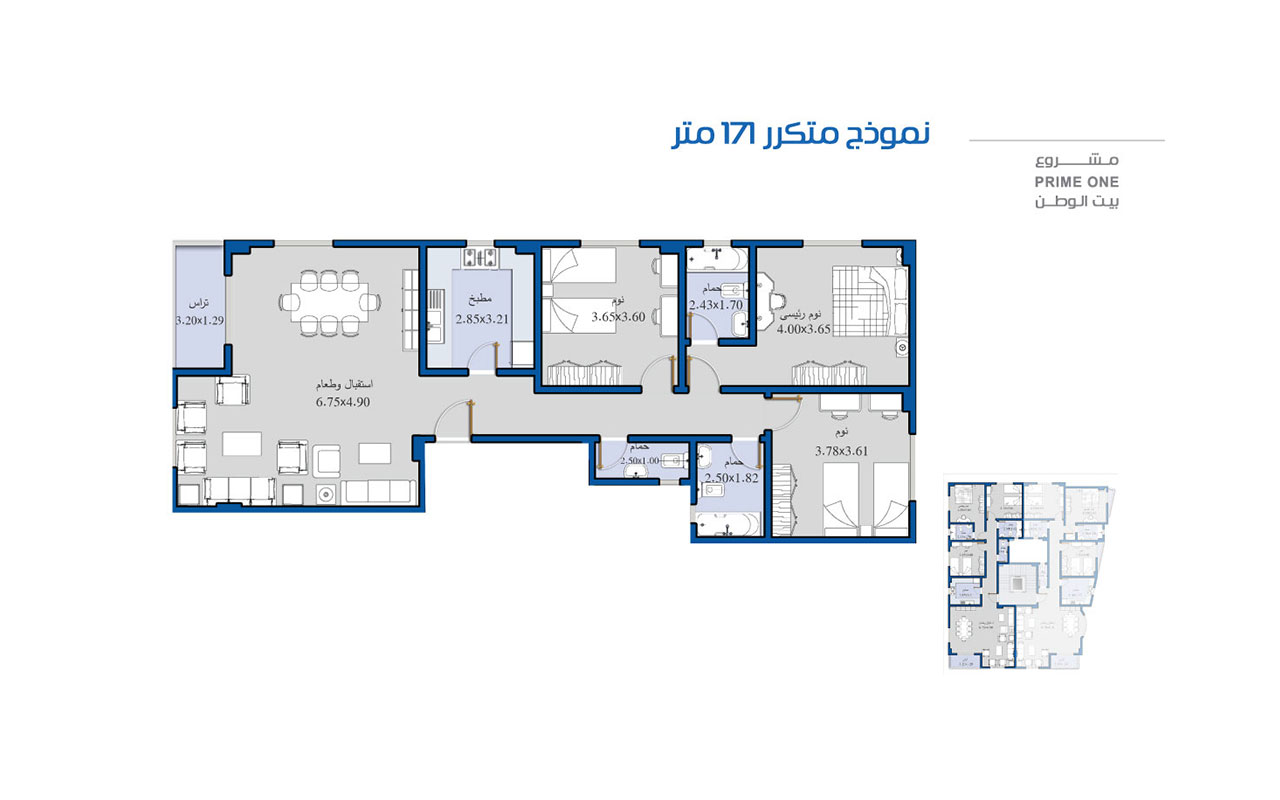 نموذج متكرر 171 متر
مشـــروع
PRIME ONE
بيت الوطـن
تراس
3.20x1.29
استقبال وطعام
6.75x4.90
مطبخ
2.85x3.21
نوم
3.65x3.60
حمام
2.43x1.70
نوم رئيسى
4.00x3.65
حمام
2.50x1.00
حمام
2.50x1.82
نوم
3.78x3.61